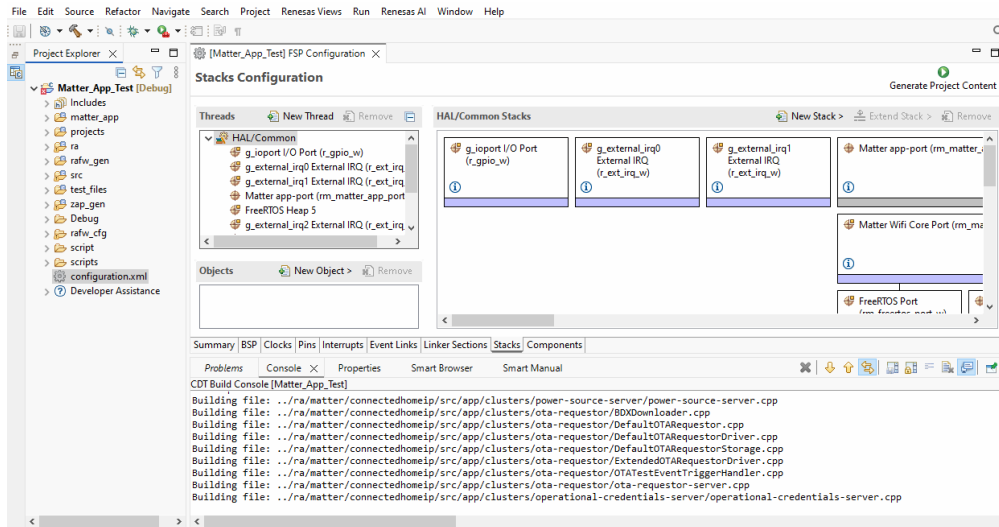 File Edit Source Refactor Navigate Search Project Renesas Views Run Renesas AI Window Help
Project Explorer
Matter_App_Test [Debug]
Includes
matter_app
projects
ra
rafw_gen
src
test_files
zap_gen
Debug
rafw_cfg
script
scripts
configuration.xml
Developer Assistance
[Matter_App_Test] FSP Configuration
Stacks Configuration
Generate Project Content
Threads New Thread Remove
HAL/Common
g_ioport I/O Port (r_gpio_w)
g_external_irq0 External IRQ (r_ext_irq
g_external_irq1 External IRQ (r_ext_irq
Matter app-port (rm_matter_app_port
FreeRTOS Heap 5
g_external_irq2 External IRQ (r_ext_irq
Objects New Object > Remove
HAL/Common Stacks New Stack > Extend Stack > Remove
g_ioport I/O Port
(r_gpio_w)
g_external_irq0
External IRQ
(r_ext_irq_w)
g_external_irq1
External IRQ
(r_ext_irq_w)
Matter app-port (rm_matter_a
Matter Wifi Core Port (rm_ma
FreeRTOS Port
(rm_freertos_port_w)
Summary BSP Clocks Pins Interrupts Event Links Linker Sections Stacks Components
Problems Console Properties Smart Browser Smart Manual
CDT Build Console [Matter_App_Test]
Building file: ../ra/matter/connectedhomeip/src/app/clusters/power-source-server/power-source-server.cpp
Building file: ../ra/matter/connectedhomeip/src/app/clusters/ota-requestor/BDXDownloader.cpp
Building file: ../ra/matter/connectedhomeip/src/app/clusters/ota-requestor/DefaultOTARequestor.cpp
Building file: ../ra/matter/connectedhomeip/src/app/clusters/ota-requestor/DefaultOTARequestorDriver.cpp
Building file: ../ra/matter/connectedhomeip/src/app/clusters/ota-requestor/DefaultOTARequestorStorage.cpp
Building file: ../ra/matter/connectedhomeip/src/app/clusters/ota-requestor/ExtendedOTARequestorDriver.cpp
Building file: ../ra/matter/connectedhomeip/src/app/clusters/ota-requestor/OTATestEventTriggerHandler.cpp
Building file: ../ra/matter/connectedhomeip/src/app/clusters/ota-requestor/ota-requestor-server.cpp
Building file: ../ra/matter/connectedhomeip/src/app/clusters/operational-credentials-server/operational-credentials-server.cpp